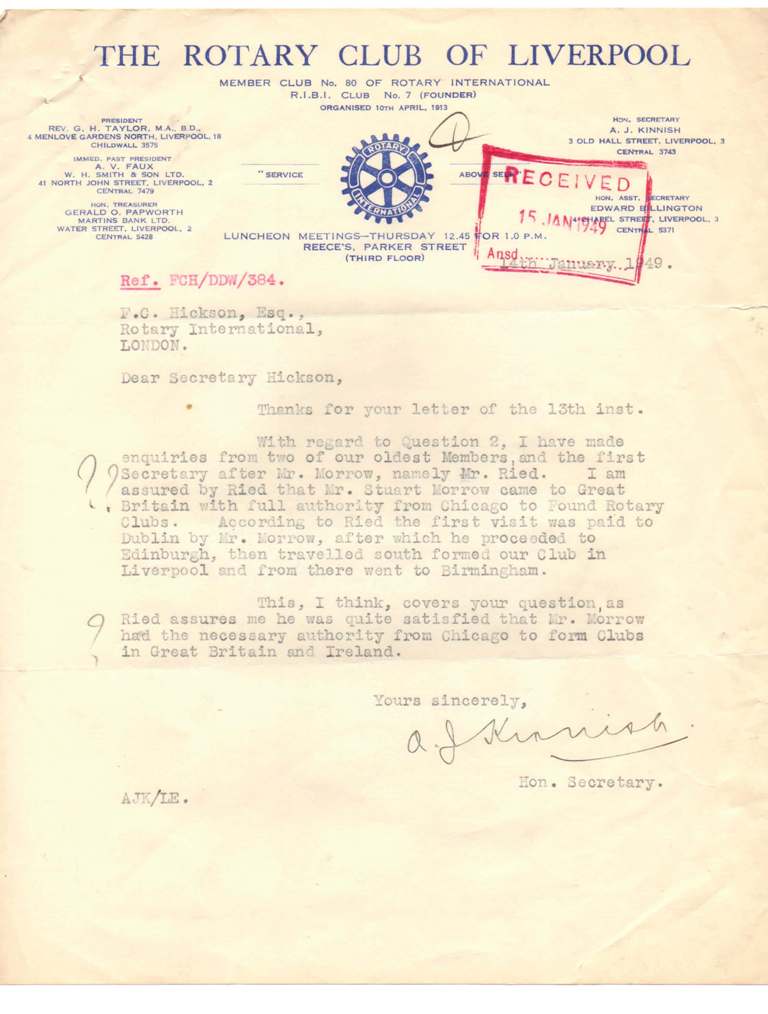 THE ROTARY CLUB OF LIVERPOOL
MEMBER CLUB No. 80 OF ROTARY INTERNATIONAL
R.I.B.I. CLUB No. 7 (FOUNDER)
ORGANISED 10TH APRIL, 1913
PRESIDENT
REV. G. H. TAYLOR, M.A., B.D.,
4 MENLOVE GARDENS NORTH, LIVERPOOL, 18
CHILDWALL 3575
IMMED. PAST PRESIDENT
A. V. FAUX
W. H. SMITH & SON LTD.
41 NORTH JOHN STREET, LIVERPOOL, 2
CENTRAL 7479
HON. TREASURER
GERALD O. PAPWORTH
MARTINS BANK LTD.
WATER STREET, LIVERPOOL, 2
CENTRAL 5428
"SERVICE
ROTARY
INTERNATIONAL
ABOVE SELF"
HON. SECRETARY
A. J. KINNISH
3 OLD HALL STREET, LIVERPOOL, 3
CENTRAL 3743
HON. ASST. SECRETARY
EDWARD BILLINGTON
CHAPEL STREET, LIVERPOOL, 3
CENTRAL 5371
RECEIVED
15 JAN 1949
Ansd.
LUNCHEON MEETINGS—THURSDAY 12.45 FOR 1.0 P.M.
REECE'S, PARKER STREET
(THIRD FLOOR)
14th January, 1949.
Ref. FCH/DDW/384.
F.C. Hickson, Esq.,
Rotary International,
LONDON.
Dear Secretary Hickson,
Thanks for your letter of the 13th inst.
With regard to Question 2, I have made
enquiries from two of our oldest Members, and the first
?? Secretary after Mr. Morrow, namely Mr. Ried. I am
assured by Ried that Mr. Stuart Morrow came to Great
Britain with full authority from Chicago to Found Rotary
Clubs. According to Ried the first visit was paid to
Dublin by Mr. Morrow, after which he proceeded to
Edinburgh, then travelled south formed our Club in
Liverpool and from there went to Birmingham.
This, I think, covers your question, as
? Ried assures me he was quite satisfied that Mr. Morrow
had the necessary authority from Chicago to form Clubs
in Great Britain and Ireland.
Yours sincerely,
A. J Kinnish.
Hon. Secretary.
AJK/LE.